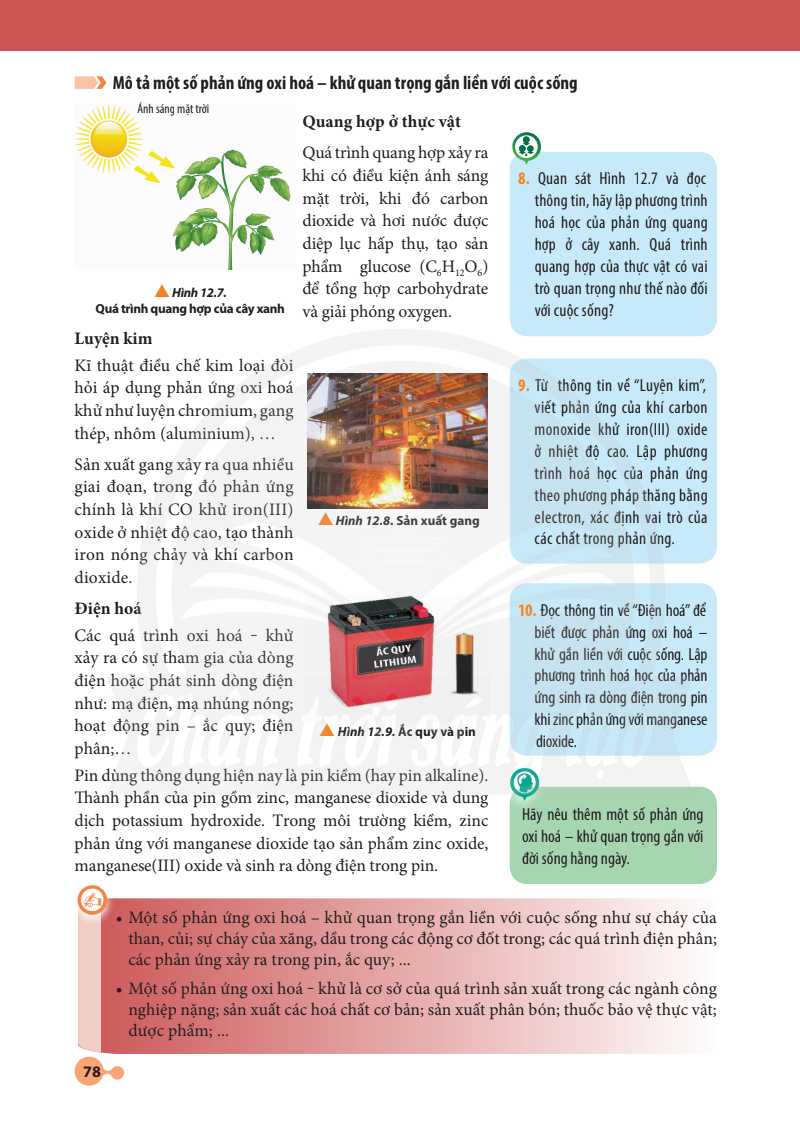 Mô tả một số phản ứng oxi hoá – khử quan trọng gắn liền với cuộc sống
Ánh sáng mặt trời
Hình 12.7.
Quá trình quang hợp của cây xanh
Quang hợp ở thực vật
Quá trình quang hợp xảy ra
khi có điều kiện ánh sáng
mặt trời, khi đó carbon
dioxide và hơi nước được
diệp lục hấp thụ, tạo sản
phẩm glucose (C₆H₁₂O₆)
để tổng hợp carbohydrate
và giải phóng oxygen.
8. Quan sát Hình 12.7 và đọc
thông tin, hãy lập phương trình
hoá học của phản ứng quang
hợp ở cây xanh. Quá trình
quang hợp của thực vật có vai
trò quan trọng như thế nào đối
với cuộc sống?
Luyện kim
Kĩ thuật điều chế kim loại đòi
hỏi áp dụng phản ứng oxi hoá
khử như luyện chromium, gang
thép, nhôm (aluminium), …
Sản xuất gang xảy ra qua nhiều
giai đoạn, trong đó phản ứng
chính là khí CO khử iron(III)
oxide ở nhiệt độ cao, tạo thành
iron nóng chảy và khí carbon
dioxide.
Hình 12.8. Sản xuất gang
9. Từ thông tin về “Luyện kim”,
viết phản ứng của khí carbon
monoxide khử iron(III) oxide
ở nhiệt độ cao. Lập phương
trình hoá học của phản ứng
theo phương pháp thăng bằng
electron, xác định vai trò của
các chất trong phản ứng.
Điện hoá
Các quá trình oxi hoá - khử
xảy ra có sự tham gia của dòng
điện hoặc phát sinh dòng điện
như: mạ điện, mạ nhúng nóng;
hoạt động pin – ắc quy; điện
phân;…
ẮC QUY
LITHIUM
Hình 12.9. Ắc quy và pin
10. Đọc thông tin về “Điện hoá” để
biết được phản ứng oxi hoá –
khử gắn liền với cuộc sống. Lập
phương trình hoá học của phản
ứng sinh ra dòng điện trong pin
khi zinc phản ứng với manganese
dioxide.
Pin dùng thông dụng hiện nay là pin kiềm (hay pin alkaline).
Thành phần của pin gồm zinc, manganese dioxide và dung
dịch potassium hydroxide. Trong môi trường kiềm, zinc
phản ứng với manganese dioxide tạo sản phẩm zinc oxide,
manganese(III) oxide và sinh ra dòng điện trong pin.
Hãy nêu thêm một số phản ứng
oxi hoá – khử quan trọng gắn với
đời sống hằng ngày.
• Một số phản ứng oxi hoá – khử quan trọng gắn liền với cuộc sống như sự cháy của
than, củi; sự cháy của xăng, dầu trong các động cơ đốt trong; các quá trình điện phân;
các phản ứng xảy ra trong pin, ắc quy; ...
• Một số phản ứng oxi hoá - khử là cơ sở của quá trình sản xuất trong các ngành công
nghiệp nặng; sản xuất các hoá chất cơ bản; sản xuất phân bón; thuốc bảo vệ thực vật;
dược phẩm; ...
78
Chân trời sáng tạo